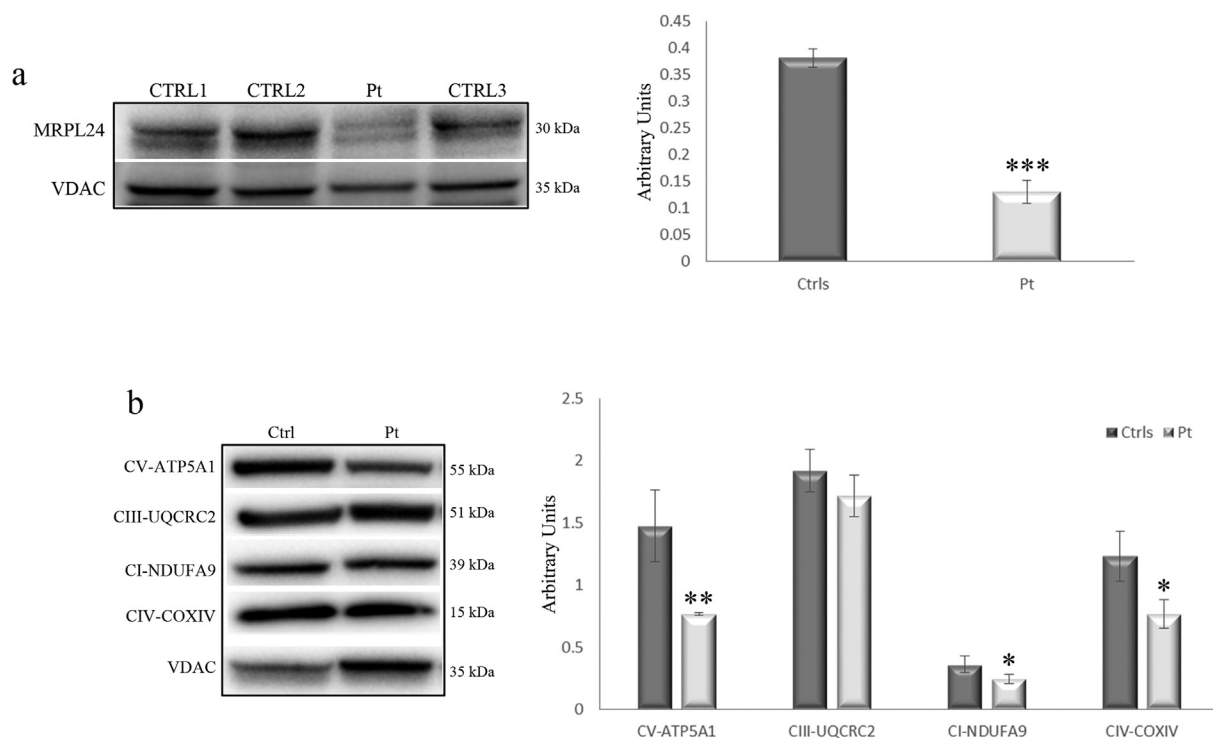 a
CTRL1 CTRL2 Pt CTRL3
MRPL24 30 kDa
VDAC 35 kDa
Arbitrary Units
0.45
0.4
0.35
0.3
0.25
0.2
0.15
0.1
0.05
0
***
Ctrls Pt
b
Ctrl Pt
CV-ATP5A1 55 kDa
CIII-UQCRC2 51 kDa
CI-NDUFA9 39 kDa
CIV-COXIV 15 kDa
VDAC 35 kDa
Arbitrary Units
2.5
2
1.5
1
0.5
0
Ctrls Pt
**
*
*
CV-ATP5A1 CIII-UQCRC2 CI-NDUFA9 CIV-COXIV